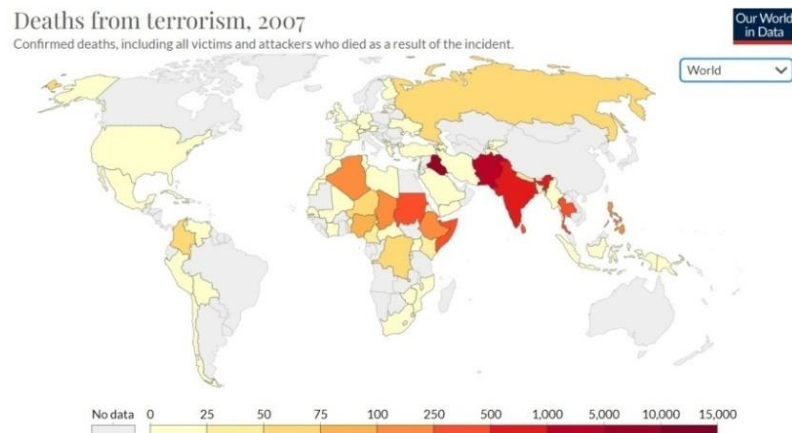 Deaths from terrorism, 2007
Confirmed deaths, including all victims and attackers who died as a result of the incident.
Our World
in Data
World
No data 0 25 50 75 100 250 500 1,000 5,000 10,000 15,000